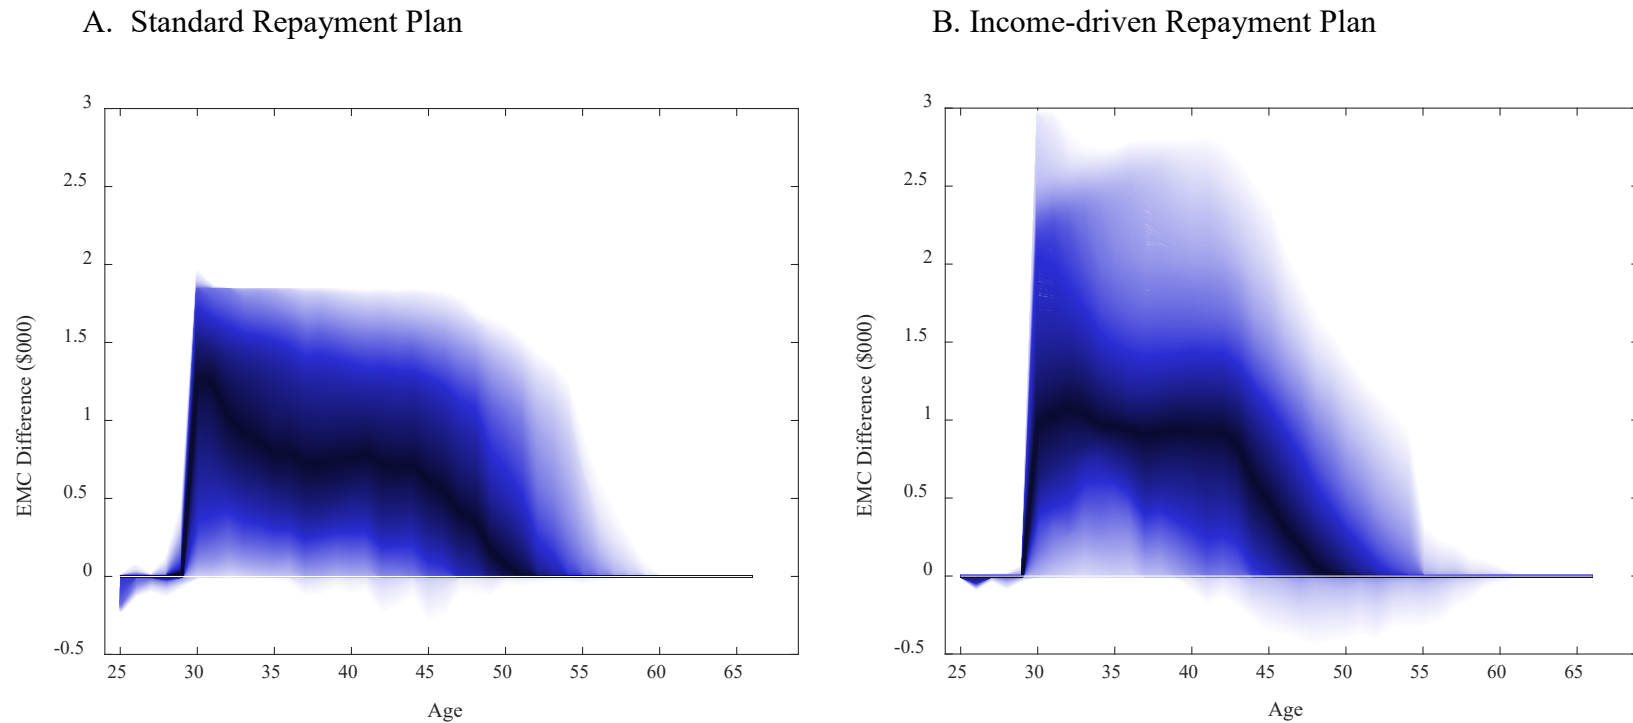 A. Standard Repayment Plan
3
2.5
2
1.5
1
0.5
0
-0.5
25 30 35 40 45 50 55 60 65
EMC Difference ($000)
Age
B. Income-driven Repayment Plan
3
2.5
2
1.5
1
0.5
0
-0.5
25 30 35 40 45 50 55 60 65
EMC Difference ($000)
Age